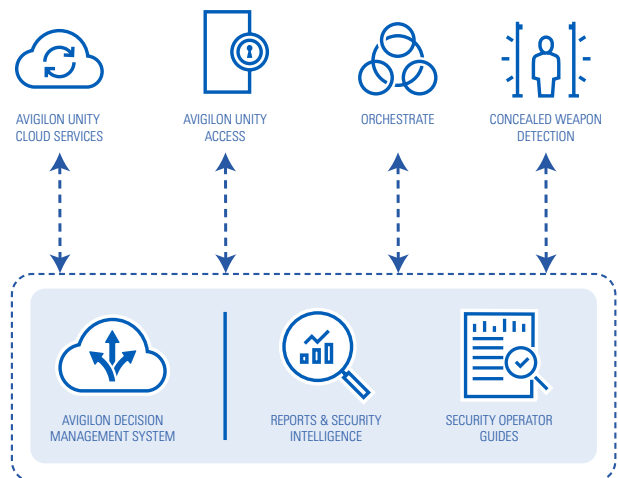 AVIGILON UNITY
CLOUD SERVICES
AVIGILON UNITY
ACCESS
ORCHESTRATE
CONCEALED WEAPON
DETECTION
AVIGILON DECISION
MANAGEMENT SYSTEM
REPORTS & SECURITY
INTELLIGENCE
SECURITY OPERATOR
GUIDES